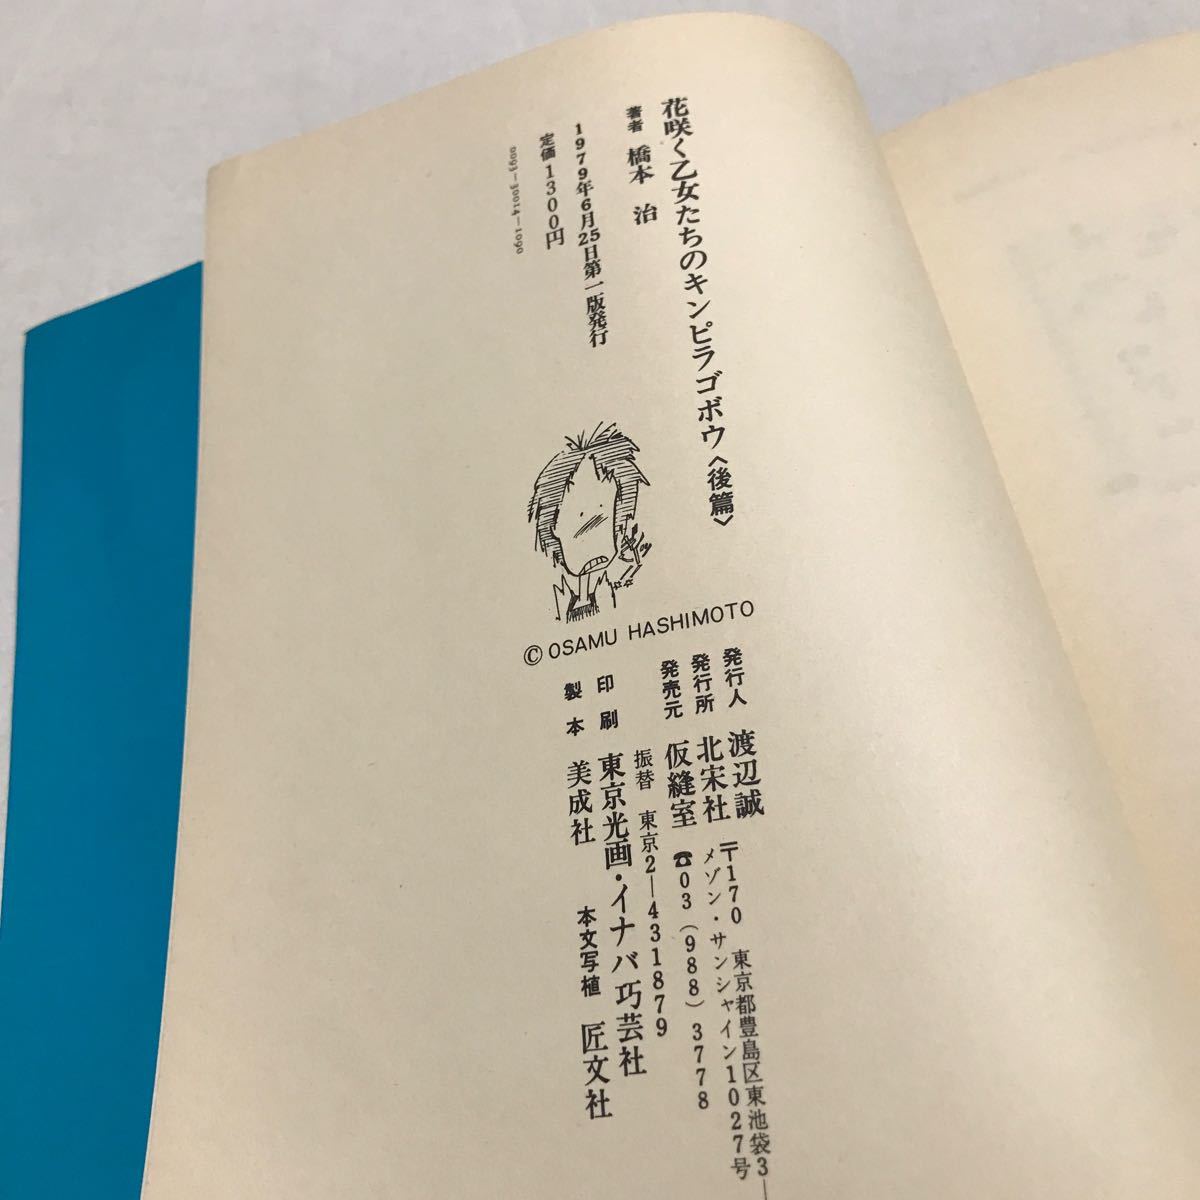 花咲く乙女たちのキンピラゴボウ〈後篇〉
著者 橋本 治
1979年6月25日第一版発行
定価1300円
0093—30014—1090
© OSAMU HASHIMOTO
発行人 渡辺誠
発行所 北宋社 〒170 東京都豊島区東池袋3—
メゾン・サンシャイン1027号
発売元 仮縫室 ☎03(988)3778
振替 東京2—431879
印刷 東京光画・イナバ巧芸社
製本 美成社 本文写植 匠文社